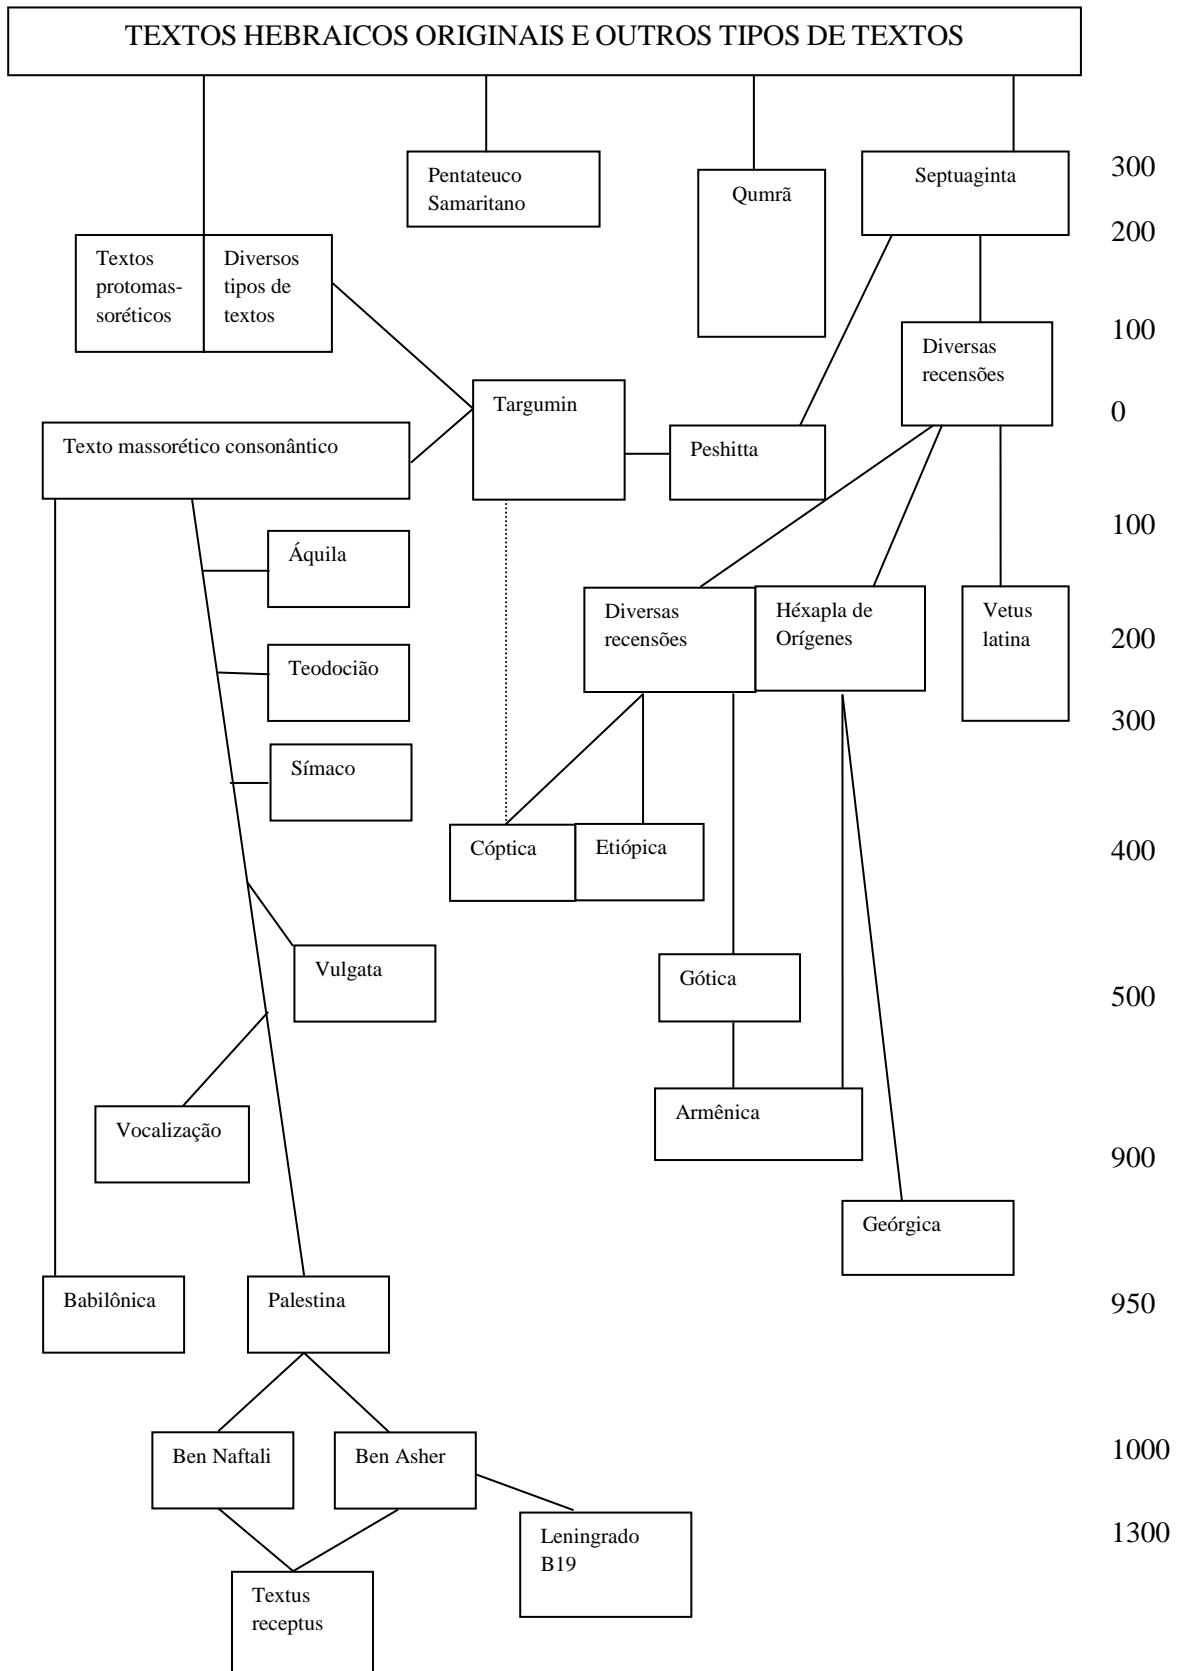 TEXTOS HEBRAICOS ORIGINAIS E OUTROS TIPOS DE TEXTOS
Pentateuco
Samaritano
Qumrã
Septuaginta
300
200
Textos
protomas-
soréticos
Diversos
tipos de
textos
Diversas
recensões
100
Targumin
0
Texto massorético consonântico
Peshitta
100
Áquila
Diversas
recensões
Héxapla de
Orígenes
Vetus
latina
200
Teodocião
300
Símaco
Cóptica
Etiópica
400
Vulgata
Gótica
500
Vocalização
Armênica
900
Geórgica
Babilônica
Palestina
950
Ben Naftali
Ben Asher
1000
Leningrado
B19
1300
Textus
receptus